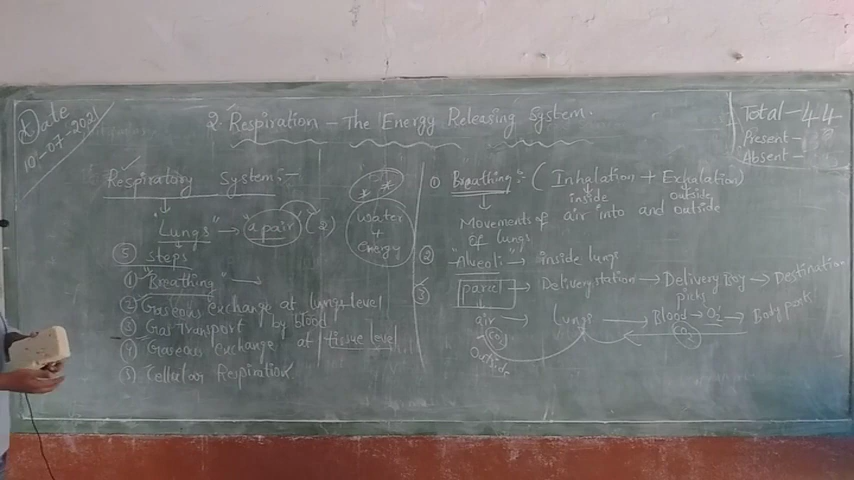 Date
10-07-2021
2. Respiration - The Energy Releasing System.
Total - 44
Present -
Absent -
Respiratory System:-
"Lungs" → "a pair" (2)
5 steps
① "Breathing" →
② Gaseous exchange at lungs level
③ Gas Transport by blood
④ Gaseous exchange at tissue level
⑤ Cellular Respiration
Water
+
Energy
① Breathing :- ( Inhalation + Exhalation)
inside outside
Movements of air into and outside
of lungs
② "Alveoli" → inside lungs
③ parcel → Delivery station → Delivery Boy → Destination
picks
air → Lungs → Blood → O₂ → Body parts
CO₂ CO₂
Outside